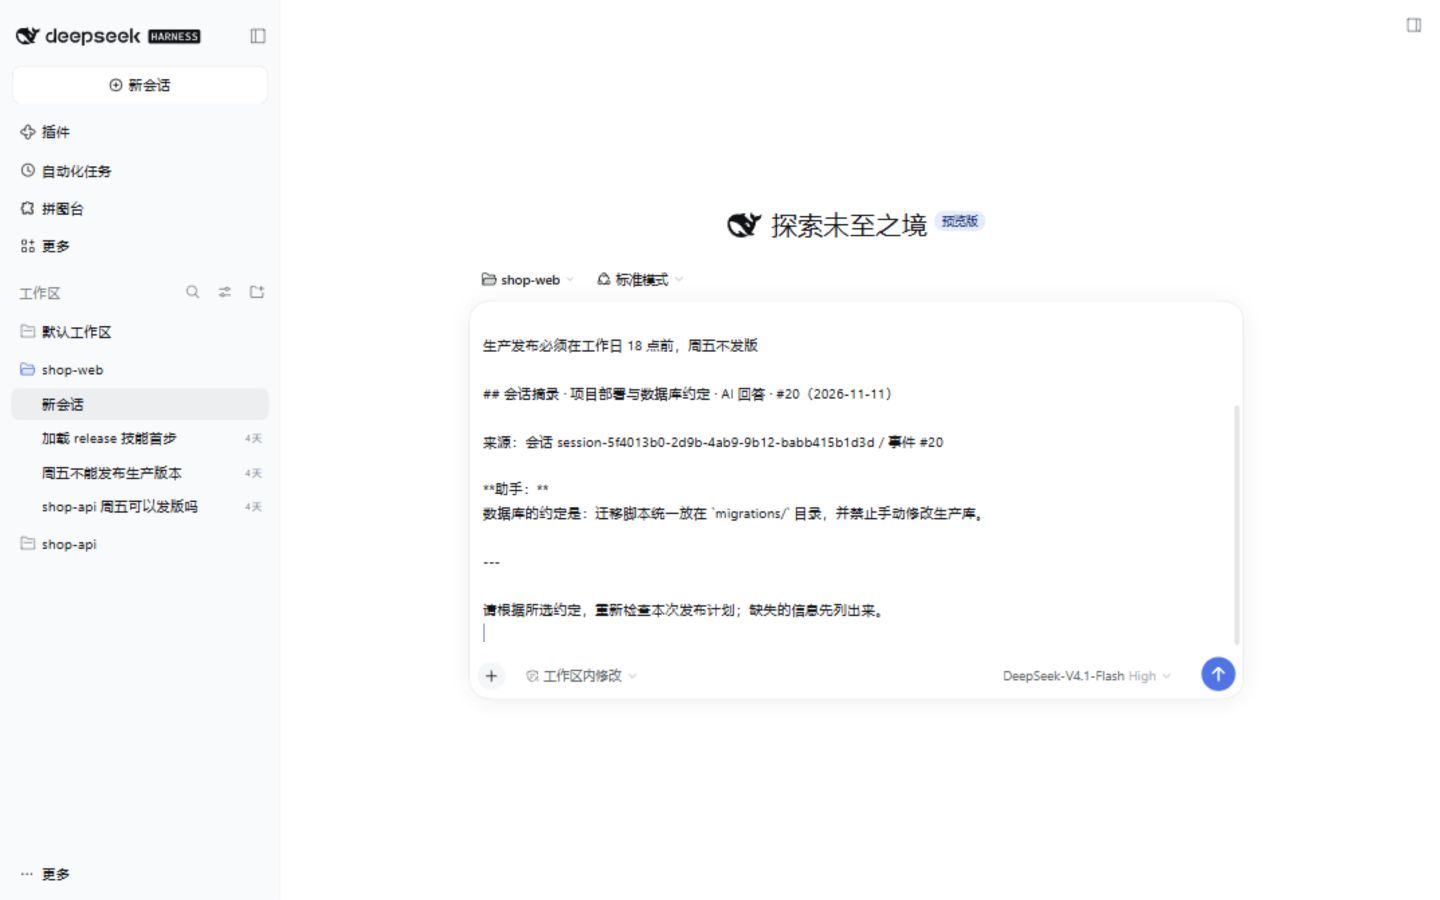 deepseek HARNESS
新会话
插件
自动化任务
拼图台
更多
工作区
默认工作区
shop-web
新会话
加载 release 技能首步 4天
周五不能发布生产版本 4天
shop-api 周五可以发版吗 4天
shop-api
更多
探索未至之境 预览版
shop-web 标准模式
生产发布必须在工作日 18 点前，周五不发版
## 会话摘录 · 项目部署与数据库约定 · AI 回答 · #20（2026-11-11）
来源：会话 session-5f4013b0-2d9b-4ab9-9b12-babb415b1d3d / 事件 #20
**助手：**
数据库的约定是：迁移脚本统一放在 `migrations/` 目录，并禁止手动修改生产库。
---
请根据所选约定，重新检查本次发布计划；缺失的信息先列出来。
工作区内修改
DeepSeek-V4.1-Flash High